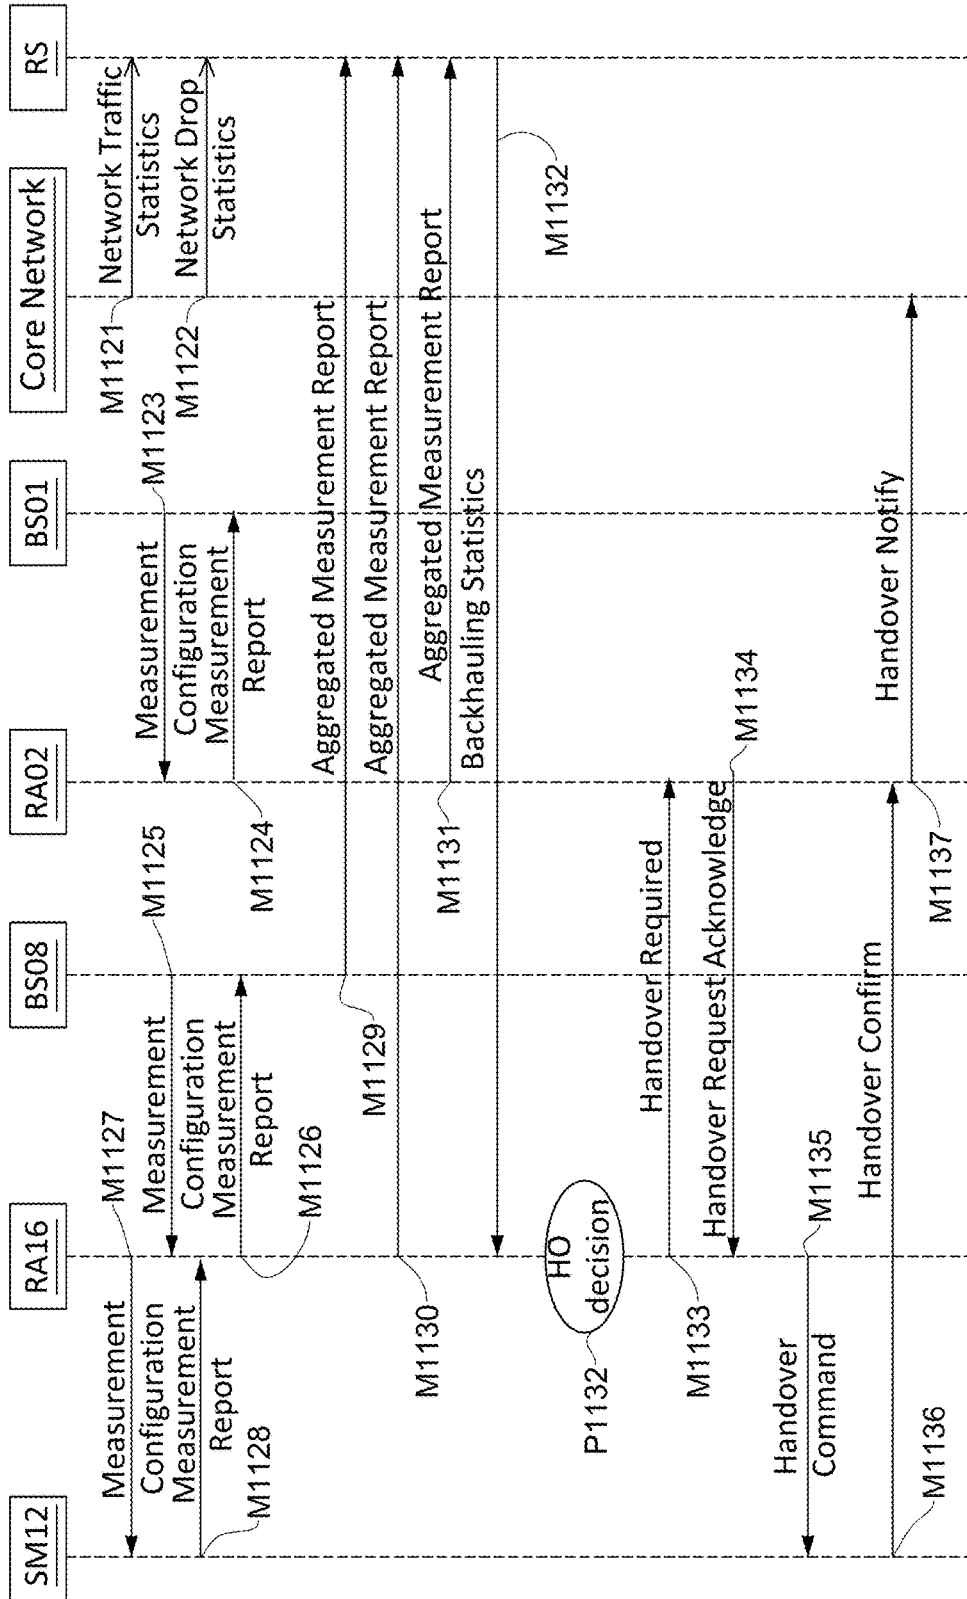 SM12
RA16
BS08
RA02
BS01
Core Network
RS
M1121
Network Traffic
Statistics
M1122
Network Drop
Statistics
M1123
Measurement
Configuration
Measurement
Report
M1124
M1125
Measurement
Configuration
Measurement
Report
M1126
M1127
Measurement
Configuration
Measurement
Report
M1128
Aggregated Measurement Report
M1129
Aggregated Measurement Report
M1130
Aggregated Measurement Report
M1131
Backhauling Statistics
M1132
HO
decision
P1132
Handover Required
M1133
Handover Request Acknowledge
M1134
Handover
Command
M1135
Handover Confirm
M1136
Handover Notify
M1137